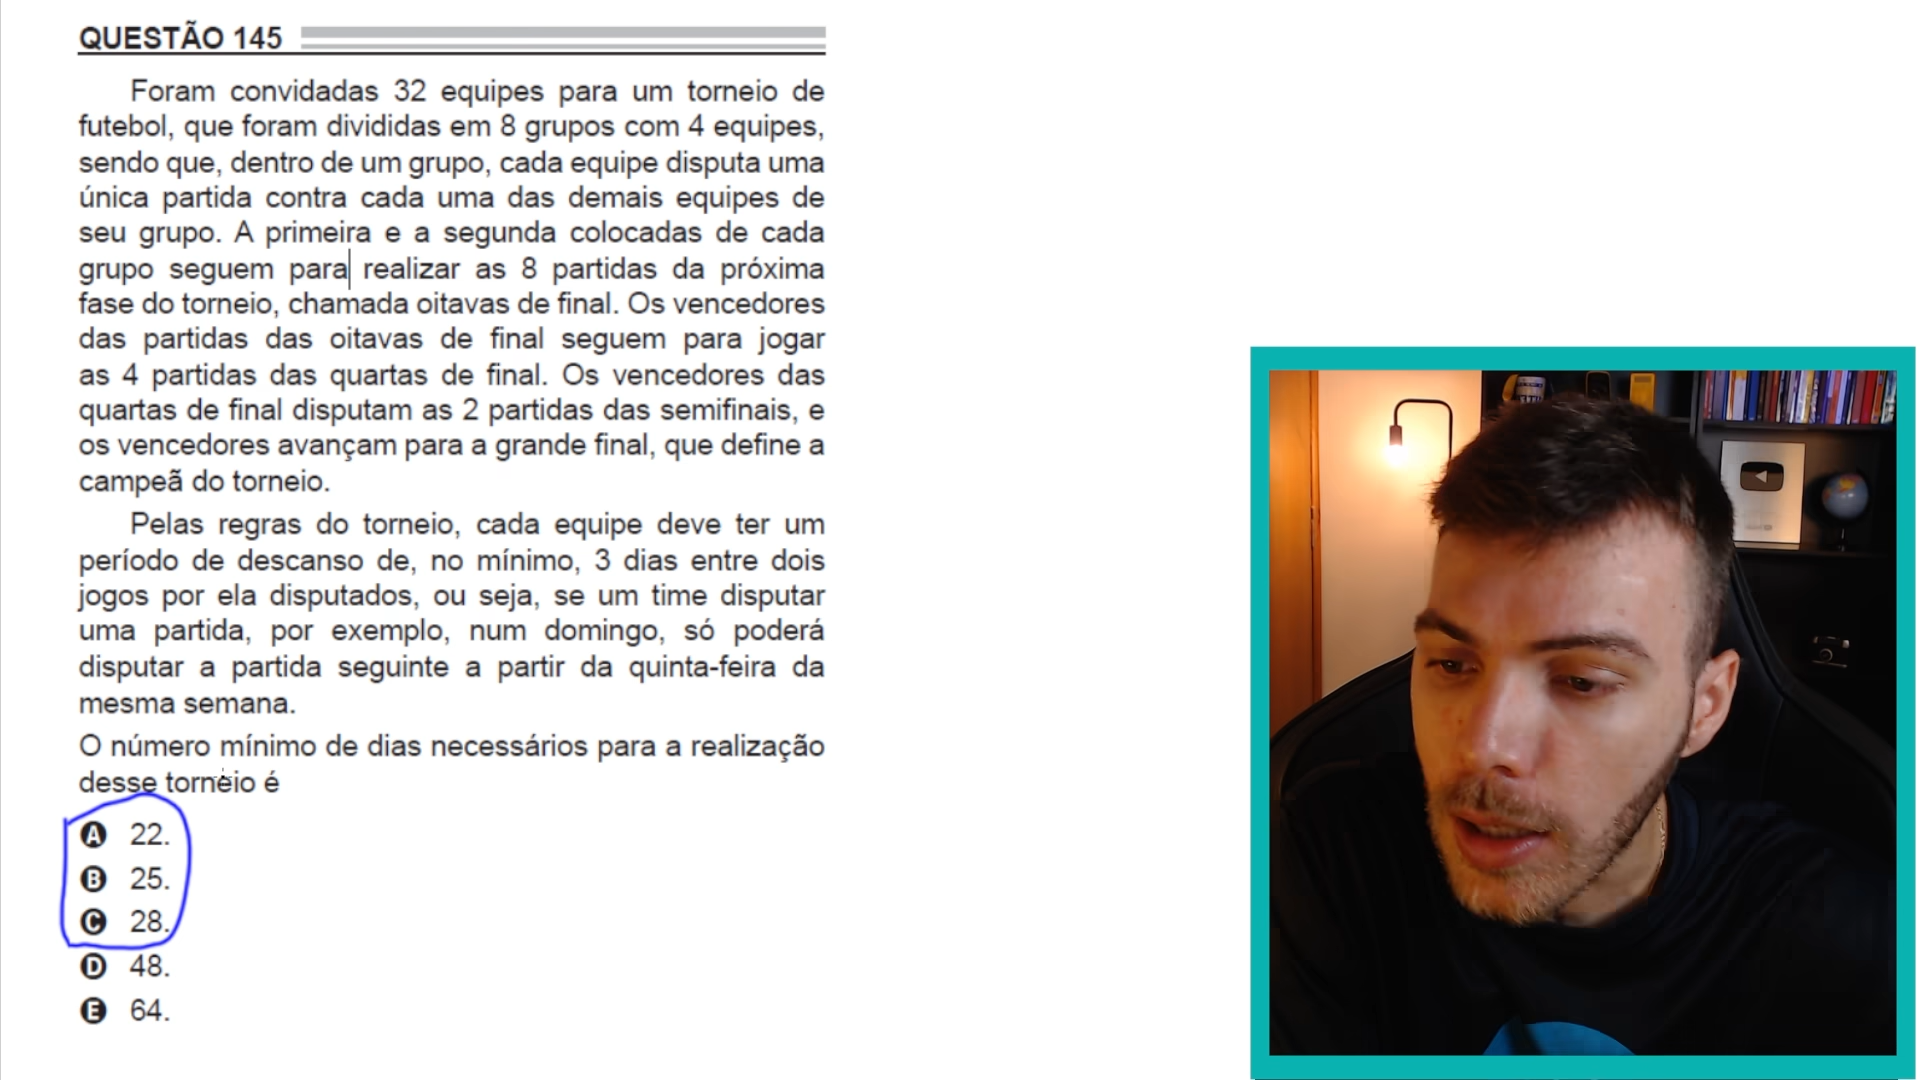 QUESTÃO 145
Foram convidadas 32 equipes para um torneio de
futebol, que foram divididas em 8 grupos com 4 equipes,
sendo que, dentro de um grupo, cada equipe disputa uma
única partida contra cada uma das demais equipes de
seu grupo. A primeira e a segunda colocadas de cada
grupo seguem para realizar as 8 partidas da próxima
fase do torneio, chamada oitavas de final. Os vencedores
das partidas das oitavas de final seguem para jogar
as 4 partidas das quartas de final. Os vencedores das
quartas de final disputam as 2 partidas das semifinais, e
os vencedores avançam para a grande final, que define a
campeã do torneio.
Pelas regras do torneio, cada equipe deve ter um
período de descanso de, no mínimo, 3 dias entre dois
jogos por ela disputados, ou seja, se um time disputar
uma partida, por exemplo, num domingo, só poderá
disputar a partida seguinte a partir da quinta-feira da
mesma semana.
O número mínimo de dias necessários para a realização
desse torneio é
A 22.
B 25.
C 28.
D 48.
E 64.